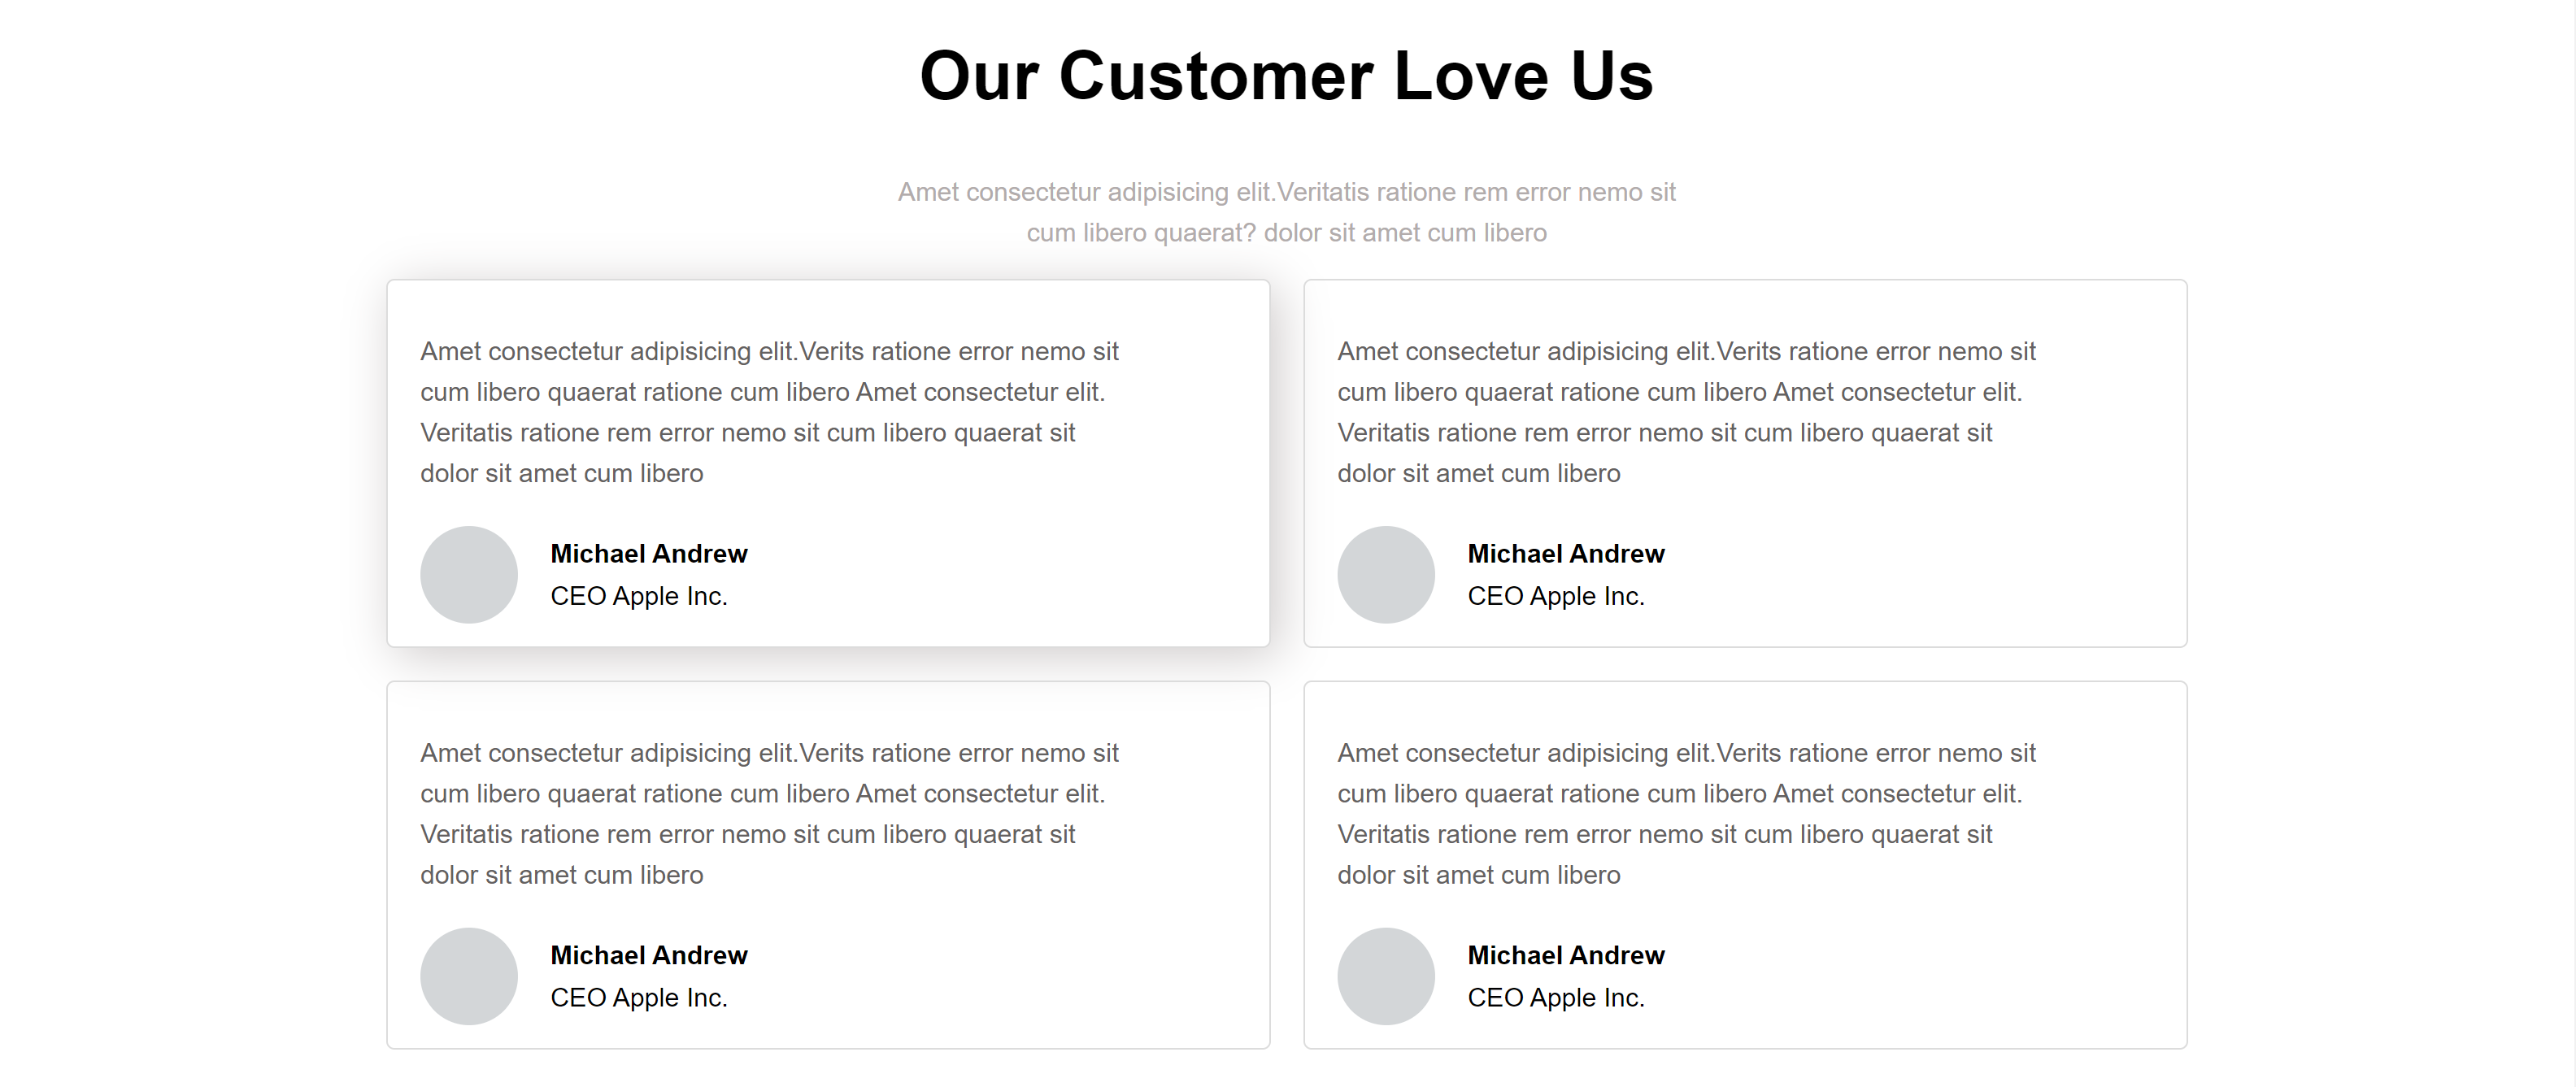 Our Customer Love Us
Amet consectetur adipisicing elit.Veritatis ratione rem error nemo sit
cum libero quaerat? dolor sit amet cum libero
Amet consectetur adipisicing elit.Verits ratione error nemo sit
cum libero quaerat ratione cum libero Amet consectetur elit.
Veritatis ratione rem error nemo sit cum libero quaerat sit
dolor sit amet cum libero
Michael Andrew
CEO Apple Inc.
Amet consectetur adipisicing elit.Verits ratione error nemo sit
cum libero quaerat ratione cum libero Amet consectetur elit.
Veritatis ratione rem error nemo sit cum libero quaerat sit
dolor sit amet cum libero
Michael Andrew
CEO Apple Inc.
Amet consectetur adipisicing elit.Verits ratione error nemo sit
cum libero quaerat ratione cum libero Amet consectetur elit.
Veritatis ratione rem error nemo sit cum libero quaerat sit
dolor sit amet cum libero
Michael Andrew
CEO Apple Inc.
Amet consectetur adipisicing elit.Verits ratione error nemo sit
cum libero quaerat ratione cum libero Amet consectetur elit.
Veritatis ratione rem error nemo sit cum libero quaerat sit
dolor sit amet cum libero
Michael Andrew
CEO Apple Inc.